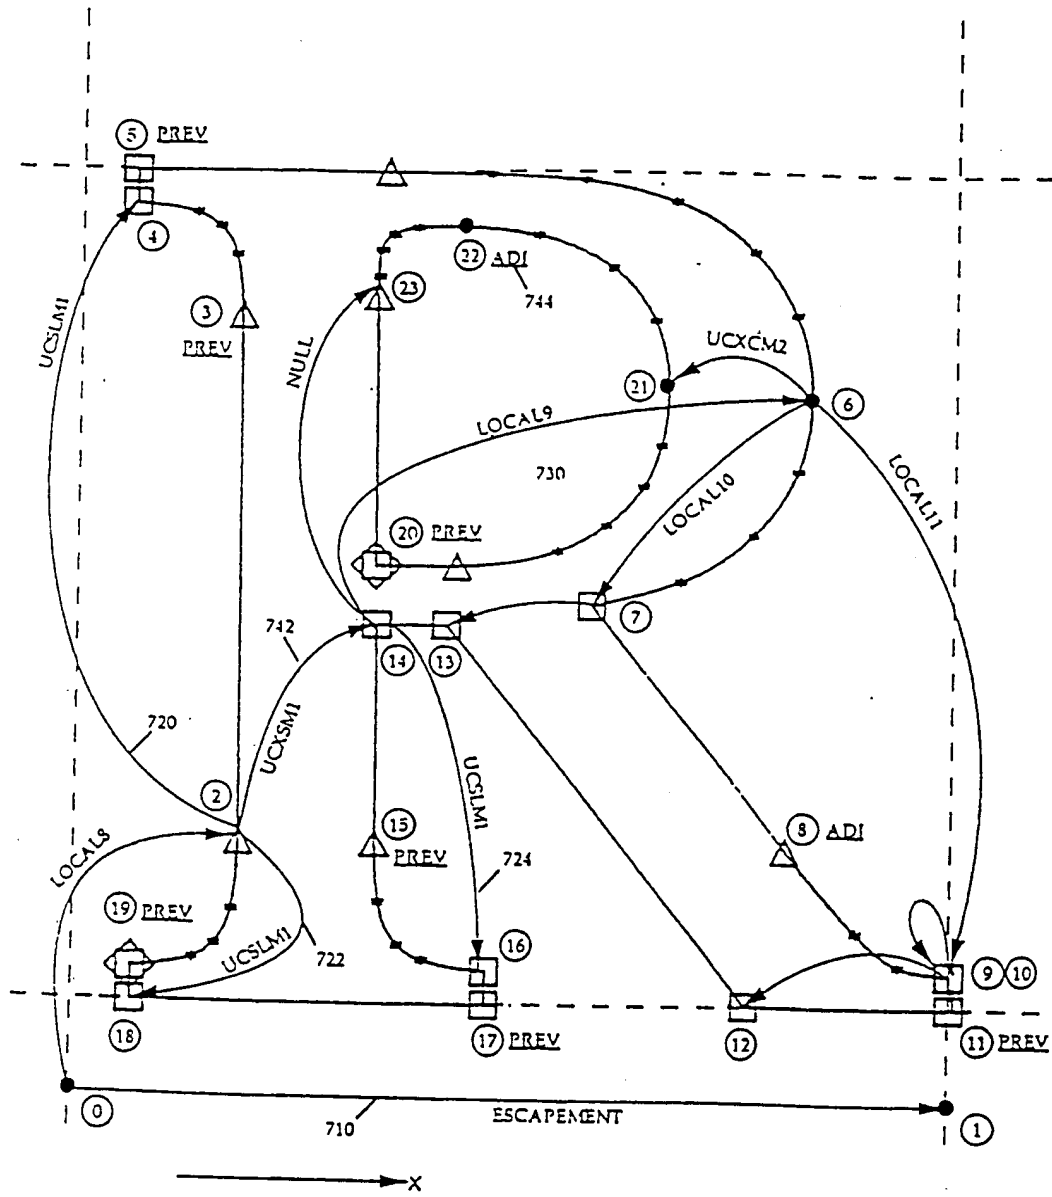 5 PREV
4
22 ADI
744
23
3
PREV
UCSLM1
NULL
UCXCM2
21
6
LOCAL9
730
LOCAL10
LOCAL11
20 PREV
7
742
14
13
720
UCXSM1
2
UCSLM1
15
PREV
8 ADI
LOCAL8
724
19 PREV
UCSLM1
722
16
9 10
18
17 PREV
12
11 PREV
0
ESCAPEMENT
710
1
X